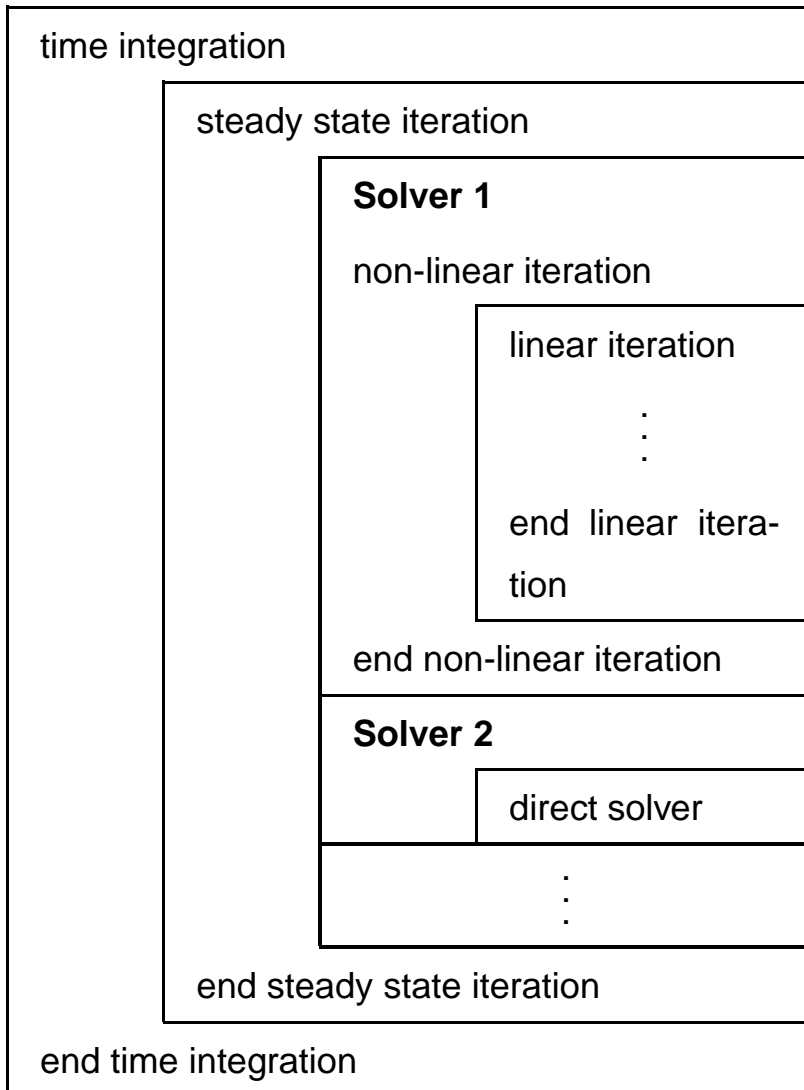 time integration
steady state iteration
Solver 1
non-linear iteration
linear iteration
.
.
.
end linear itera-
tion
end non-linear iteration
Solver 2
direct solver
.
.
.
end steady state iteration
end time integration